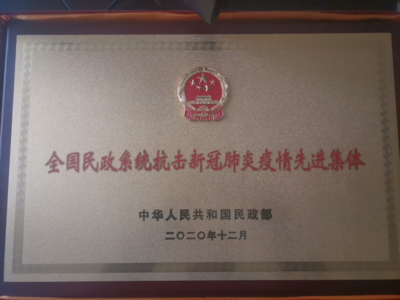 全国民政系统抗击新冠肺炎疫情先进集体
中华人民共和国民政部
二〇二〇年十二月